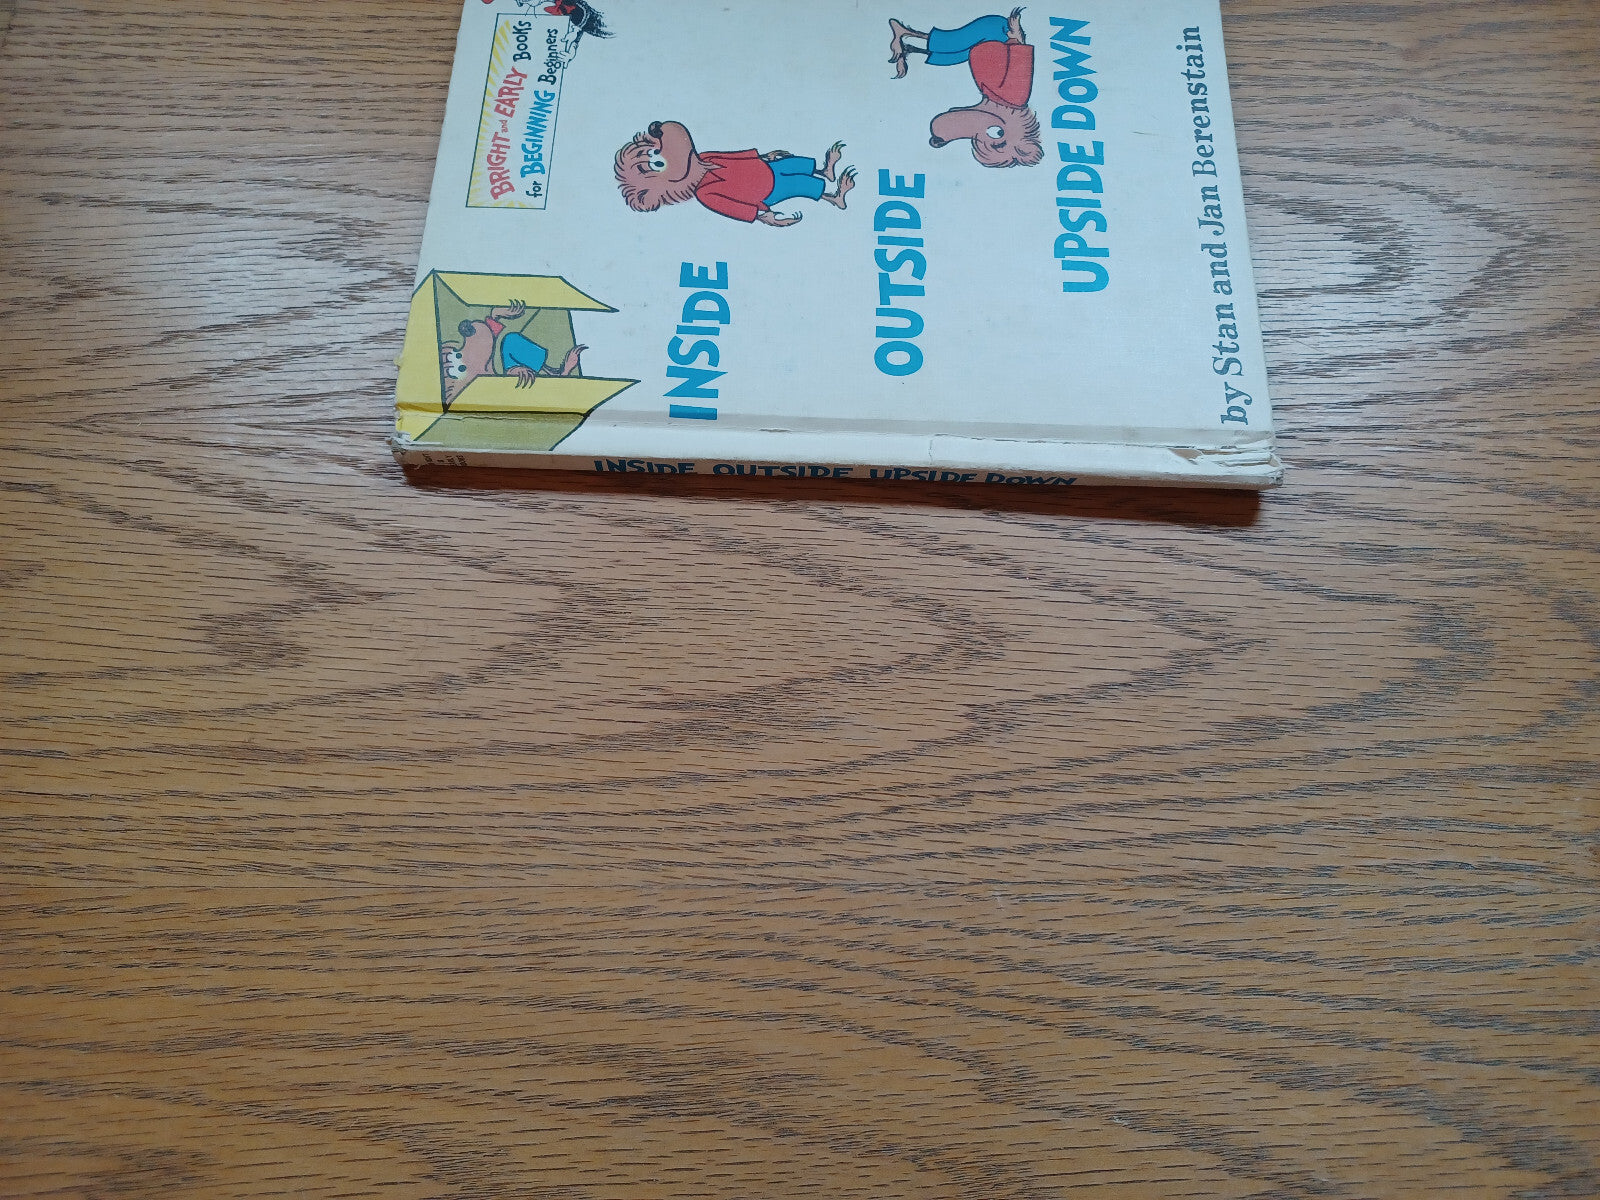 BRIGHT and EARLY Books
for BEGINNING Beginners
INSIDE
OUTSIDE
UPSIDE DOWN
by Stan and Jan Berenstain
INSIDE OUTSIDE UPSIDE DOWN